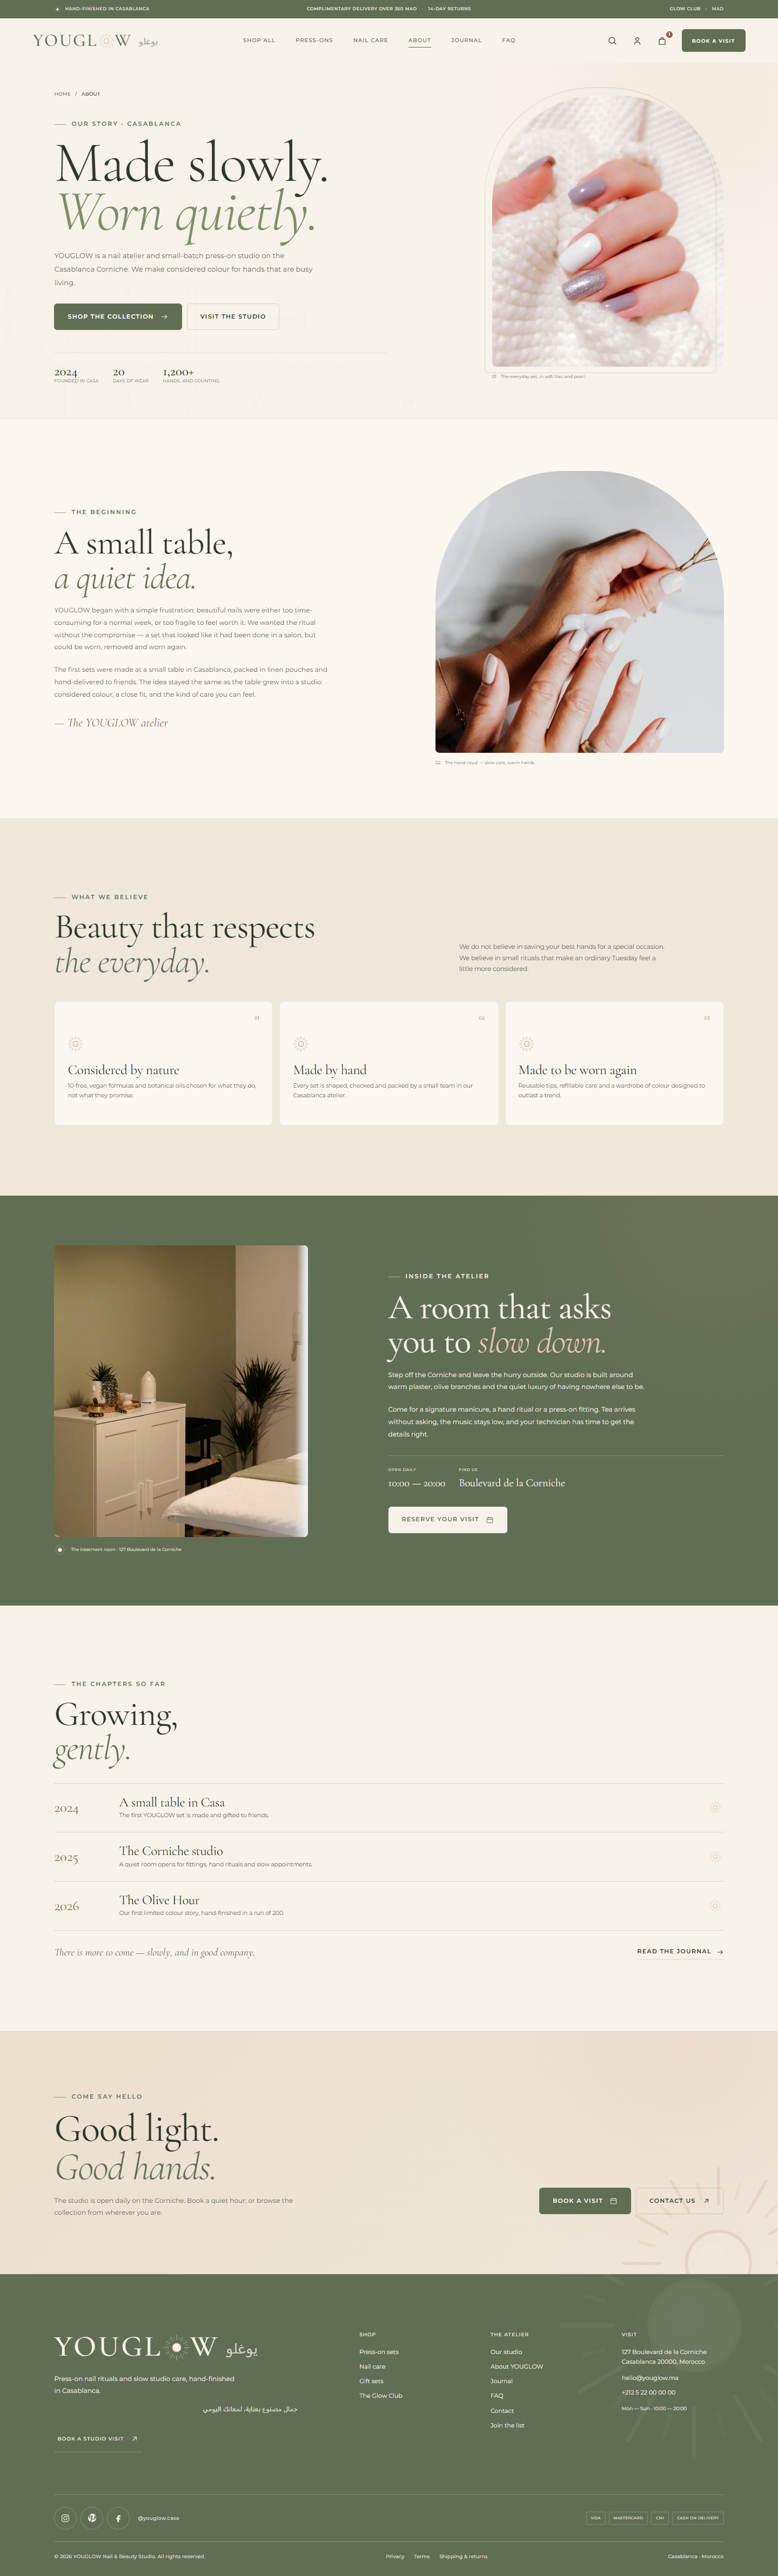 HAND-FINISHED IN CASABLANCA
COMPLIMENTARY DELIVERY OVER 350 MAD · 14-DAY RETURNS
GLOW CLUB · MAD
YOUGLOW يوغلو
SHOP ALL
PRESS-ONS
NAIL CARE
ABOUT
JOURNAL
FAQ
1
BOOK A VISIT
HOME / ABOUT
OUR STORY · CASABLANCA
Made slowly.
Worn quietly.
YOUGLOW is a nail atelier and small-batch press-on studio on the
Casablanca Corniche. We make considered colour for hands that are busy
living.
SHOP THE COLLECTION
VISIT THE STUDIO
2024
FOUNDED IN CASA
20
DAYS OF WEAR
1,200+
HANDS, AND COUNTING
01 The everyday set, in soft lilac and pearl.
THE BEGINNING
A small table,
a quiet idea.
YOUGLOW began with a simple frustration: beautiful nails were either too time-
consuming for a normal week, or too fragile to feel worth it. We wanted the ritual
without the compromise — a set that looked like it had been done in a salon, but
could be worn, removed and worn again.
The first sets were made at a small table in Casablanca, packed in linen pouches and
hand-delivered to friends. The idea stayed the same as the table grew into a studio:
considered colour, a close fit, and the kind of care you can feel.
— The YOUGLOW atelier
02 The hand ritual — slow care, warm hands.
WHAT WE BELIEVE
Beauty that respects
the everyday.
We do not believe in saving your best hands for a special occasion.
We believe in small rituals that make an ordinary Tuesday feel a
little more considered.
01
Considered by nature
10-free, vegan formulas and botanical oils chosen for what they do,
not what they promise.
02
Made by hand
Every set is shaped, checked and packed by a small team in our
Casablanca atelier.
03
Made to be worn again
Reusable tips, refillable care and a wardrobe of colour designed to
outlast a trend.
The treatment room · 127 Boulevard de la Corniche
INSIDE THE ATELIER
A room that asks
you to slow down.
Step off the Corniche and leave the hurry outside. Our studio is built around
warm plaster, olive branches and the quiet luxury of having nowhere else to be.
Come for a signature manicure, a hand ritual or a press-on fitting. Tea arrives
without asking, the music stays low, and your technician has time to get the
details right.
OPEN DAILY
10:00 — 20:00
FIND US
Boulevard de la Corniche
RESERVE YOUR VISIT
THE CHAPTERS SO FAR
Growing,
gently.
2024
A small table in Casa
The first YOUGLOW set is made and gifted to friends.
2025
The Corniche studio
A quiet room opens for fittings, hand rituals and slow appointments.
2026
The Olive Hour
Our first limited colour story, hand-finished in a run of 200.
There is more to come — slowly, and in good company.
READ THE JOURNAL
COME SAY HELLO
Good light.
Good hands.
The studio is open daily on the Corniche. Book a quiet hour, or browse the
collection from wherever you are.
BOOK A VISIT
CONTACT US
YOUGLOW يوغلو
Press-on nail rituals and slow studio care, hand-finished
in Casablanca.
جمال مصنوع بعناية، لمعانك اليومي
BOOK A STUDIO VISIT
SHOP
Press-on sets
Nail care
Gift sets
The Glow Club
THE ATELIER
Our studio
About YOUGLOW
Journal
FAQ
Contact
Join the list
VISIT
127 Boulevard de la Corniche
Casablanca 20000, Morocco
hello@youglow.ma
+212 5 22 00 00 00
Mon — Sun · 10:00 — 20:00
@youglow.casa
VISA
MASTERCARD
CMI
CASH ON DELIVERY
© 2026 YOUGLOW Nail & Beauty Studio. All rights reserved.
Privacy
Terms
Shipping & returns
Casablanca · Morocco